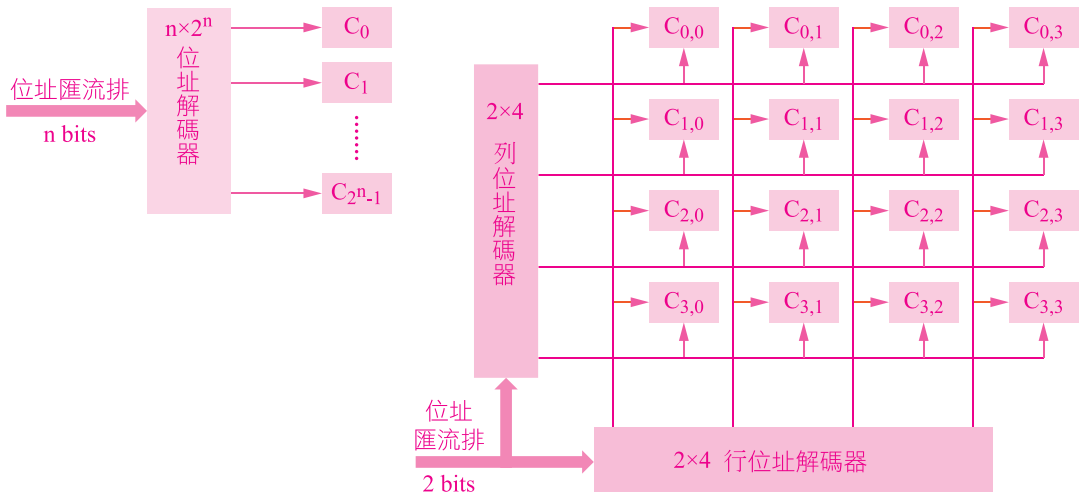 n×2ⁿ
位址解碼器
位址匯流排
n bits
C₀
C₁
C₂ⁿ₋₁
2×4
列位址解碼器
C₀,₀ C₀,₁ C₀,₂ C₀,₃
C₁,₀ C₁,₁ C₁,₂ C₁,₃
C₂,₀ C₂,₁ C₂,₂ C₂,₃
C₃,₀ C₃,₁ C₃,₂ C₃,₃
位址
匯流排
2 bits
2×4 行位址解碼器